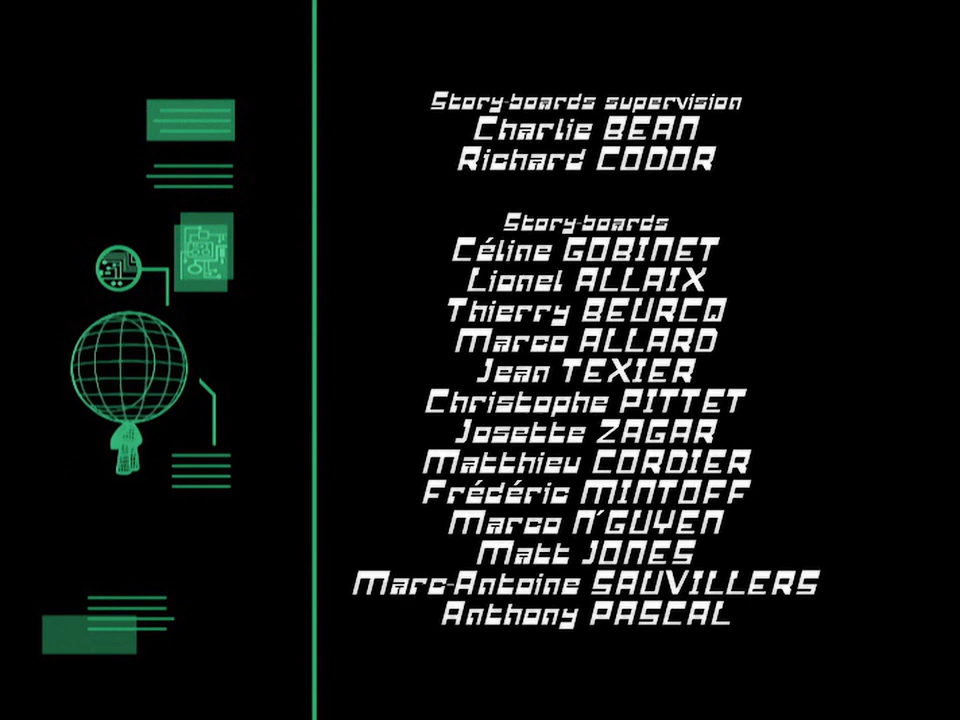 Story-boards supervision
Charlie BEAN
Richard CODOR
Story-boards
Céline GOBINET
Lionel ALLAIX
Thierry BEURCQ
Marco ALLARD
Jean TEXIER
Christophe PITTET
Josette ZAGAR
Matthieu CORDIER
Frédéric MINTOFF
Marco N'GUYEN
Matt JONES
Marc-Antoine SAUVILLERS
Anthony PASCAL